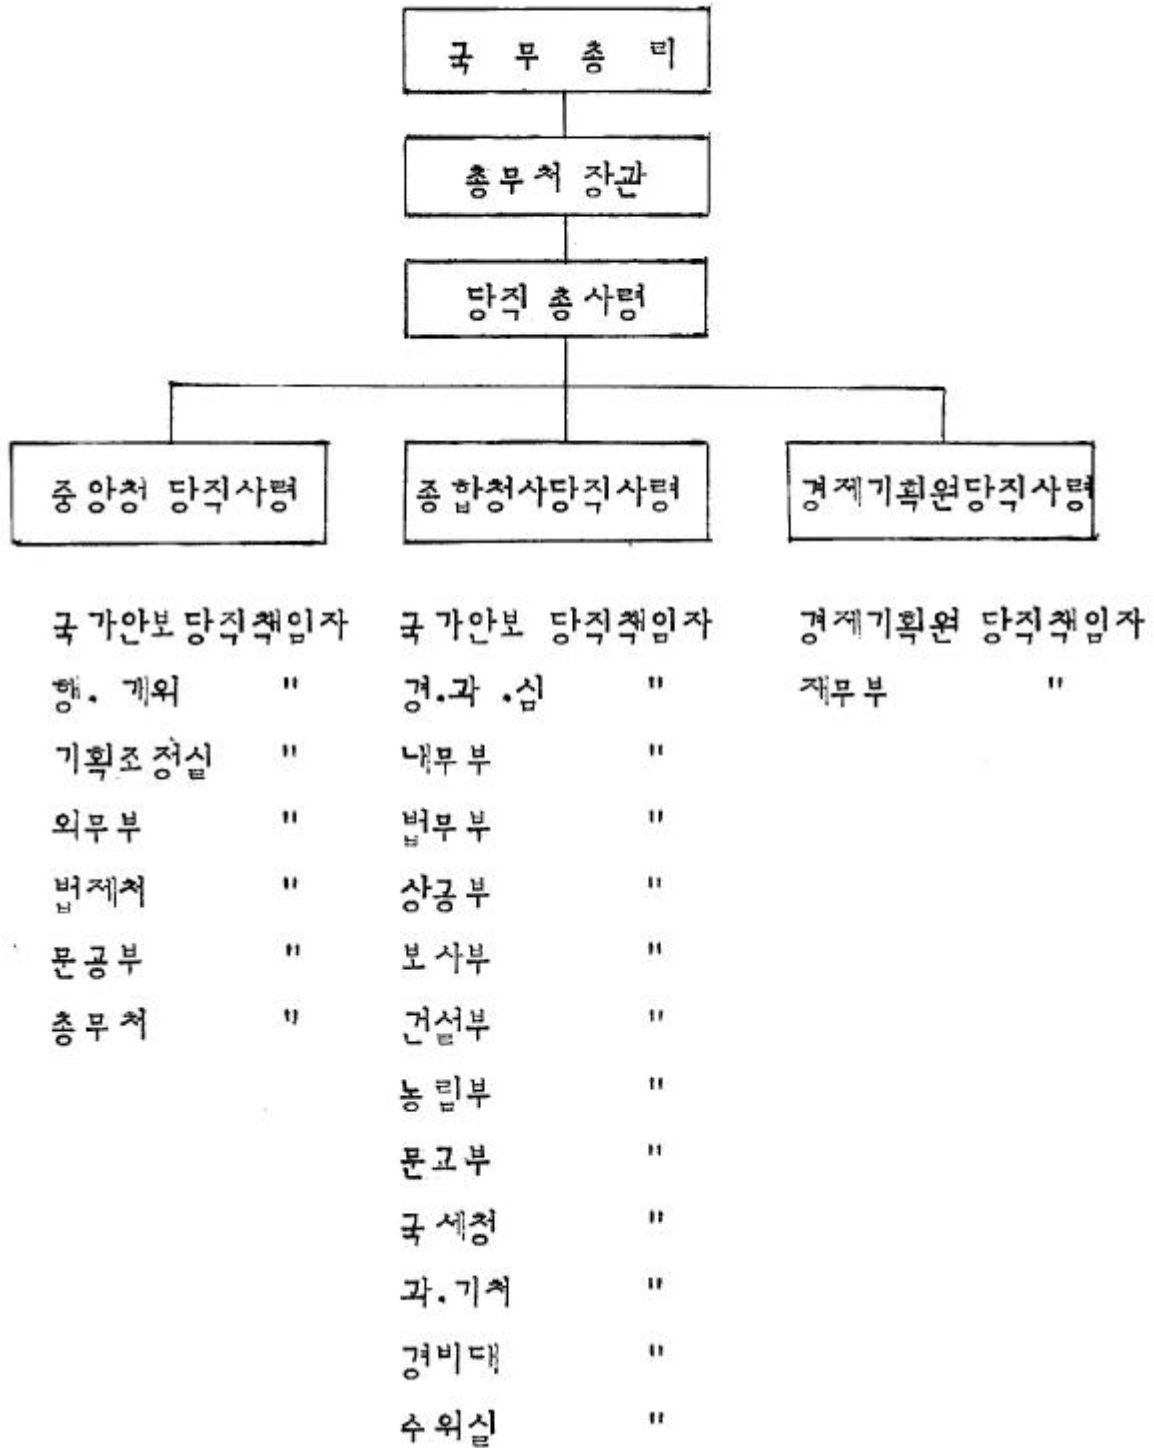 국 무 총 리
총무처 장관
당직 총사령
중앙청 당직사령
종합청사당직사령
경제기획원당직사령
국가안보 당직책임자
행. 개위 "
기획조정실 "
외무부 "
법제처 "
문공부 "
총무처 "
국가안보 당직책임자
경.과.심 "
내무부 "
법무부 "
상공부 "
보사부 "
건설부 "
농림부 "
문교부 "
국세청 "
과.기처 "
경비대 "
수위실 "
경제기획원 당직책임자
재무부 "